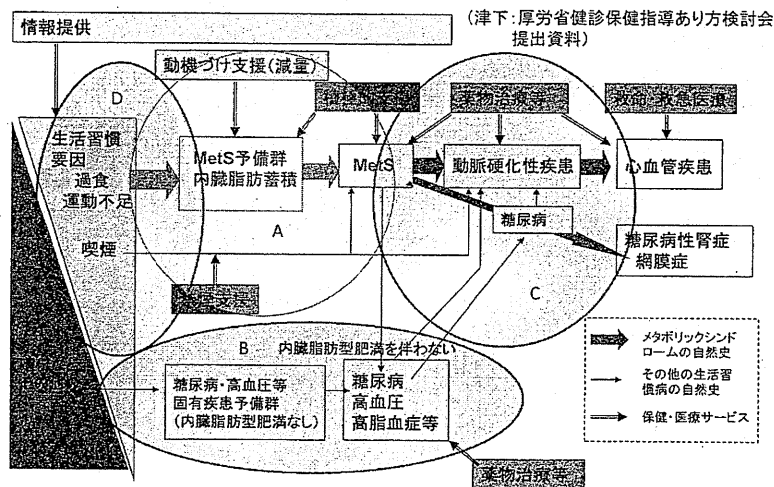 情報提供
(津下:厚労省健診保健指導あり方検討会
提出資料)
動機づけ支援(減量)
D
薬物治療等
救命・救急医療
生活習慣
要因
過食
運動不足
喫煙
MetS予備群
内臓脂肪蓄積
MetS
動脈硬化性疾患
心血管疾患
糖尿病
糖尿病性腎症
網膜症
A
C
B
内臓脂肪型肥満を伴わない
糖尿病・高血圧等
固有疾患予備群
(内臓脂肪型肥満なし)
糖尿病
高血圧
高脂血症等
薬物治療等
メタボリックシンド
ロームの自然史
その他の生活習
慣病の自然史
保健・医療サービス